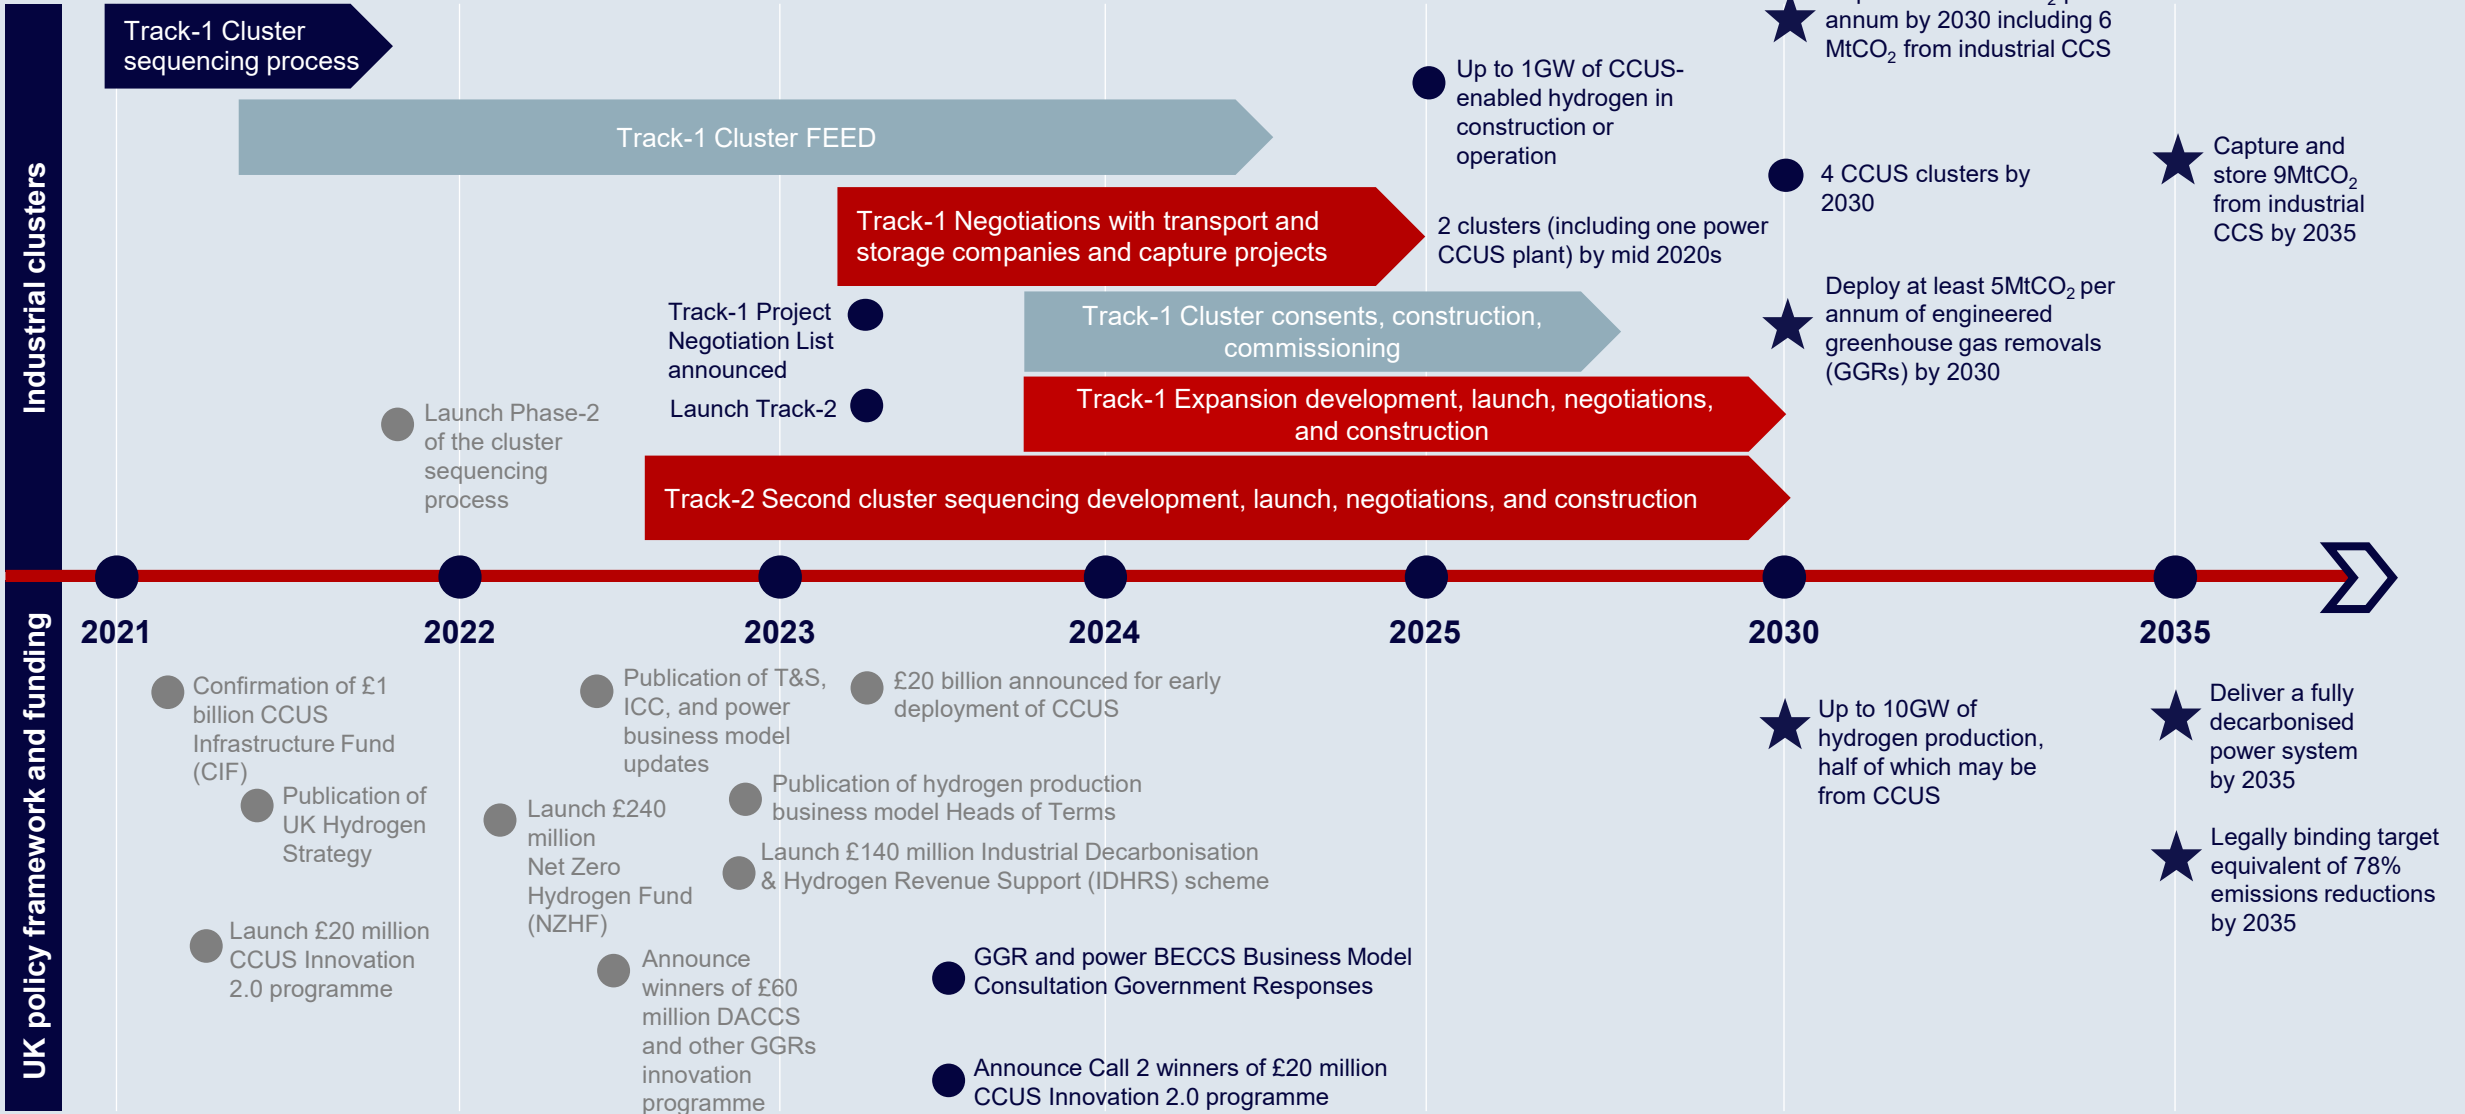 Industrial clusters
Track-1 Cluster
sequencing process
Track-1 Cluster FEED
Track-1 Negotiations with transport and
storage companies and capture projects
Track-1 Project
Negotiation List
announced
Launch Track-2
Launch Phase-2
of the cluster
sequencing
process
Track-1 Cluster consents, construction,
commissioning
Track-1 Expansion development, launch, negotiations,
and construction
Track-2 Second cluster sequencing development, launch, negotiations, and construction
Up to 1GW of CCUS-
enabled hydrogen in
construction or
operation
2 clusters (including one power
CCUS plant) by mid 2020s
annum by 2030 including 6
MtCO₂ from industrial CCS
4 CCUS clusters by
2030
Deploy at least 5MtCO₂ per
annum of engineered
greenhouse gas removals
(GGRs) by 2030
Capture and
store 9MtCO₂
from industrial
CCS by 2035
2021 2022 2023 2024 2025 2030 2035
UK policy framework and funding
Confirmation of £1
billion CCUS
Infrastructure Fund
(CIF)
Publication of
UK Hydrogen
Strategy
Launch £20 million
CCUS Innovation
2.0 programme
Launch £240
million
Net Zero
Hydrogen Fund
(NZHF)
Publication of T&S,
ICC, and power
business model
updates
Announce
winners of £60
million DACCS
and other GGRs
innovation
programme
£20 billion announced for early
deployment of CCUS
Publication of hydrogen production
business model Heads of Terms
Launch £140 million Industrial Decarbonisation
& Hydrogen Revenue Support (IDHRS) scheme
GGR and power BECCS Business Model
Consultation Government Responses
Announce Call 2 winners of £20 million
CCUS Innovation 2.0 programme
Up to 10GW of
hydrogen production,
half of which may be
from CCUS
Deliver a fully
decarbonised
power system
by 2035
Legally binding target
equivalent of 78%
emissions reductions
by 2035